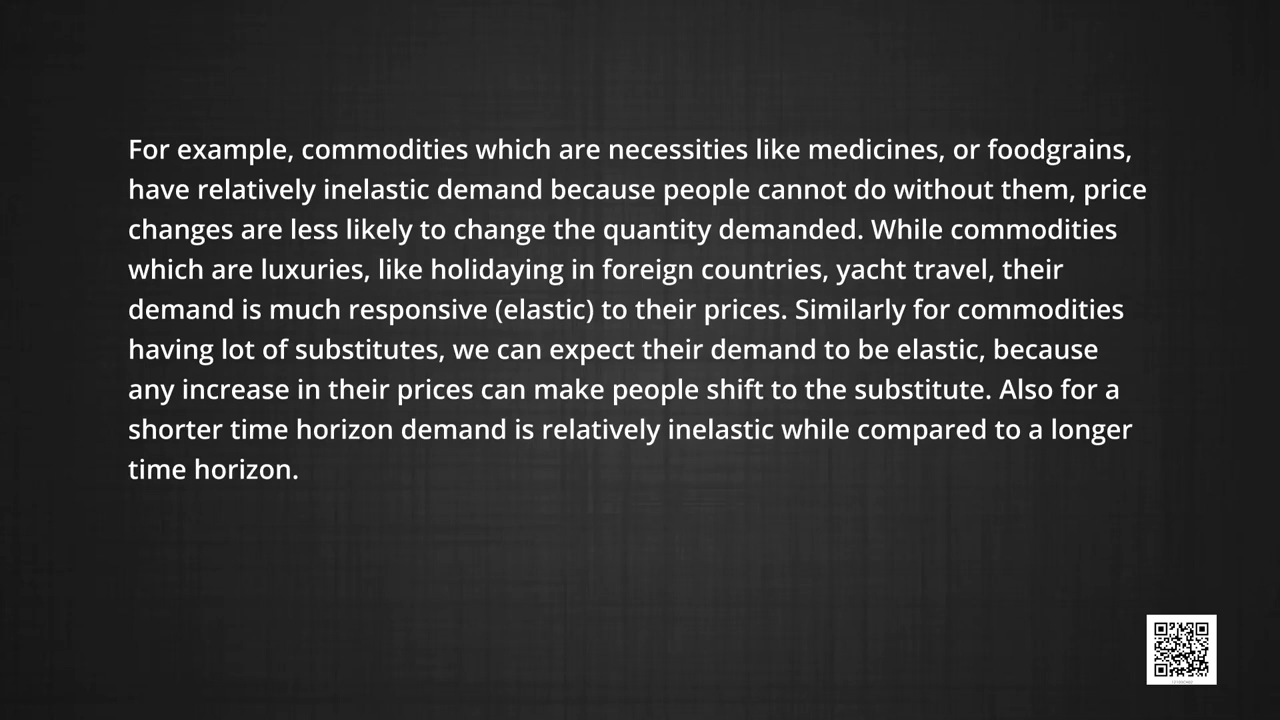 For example, commodities which are necessities like medicines, or foodgrains,
have relatively inelastic demand because people cannot do without them, price
changes are less likely to change the quantity demanded. While commodities
which are luxuries, like holidaying in foreign countries, yacht travel, their
demand is much responsive (elastic) to their prices. Similarly for commodities
having lot of substitutes, we can expect their demand to be elastic, because
any increase in their prices can make people shift to the substitute. Also for a
shorter time horizon demand is relatively inelastic while compared to a longer
time horizon.